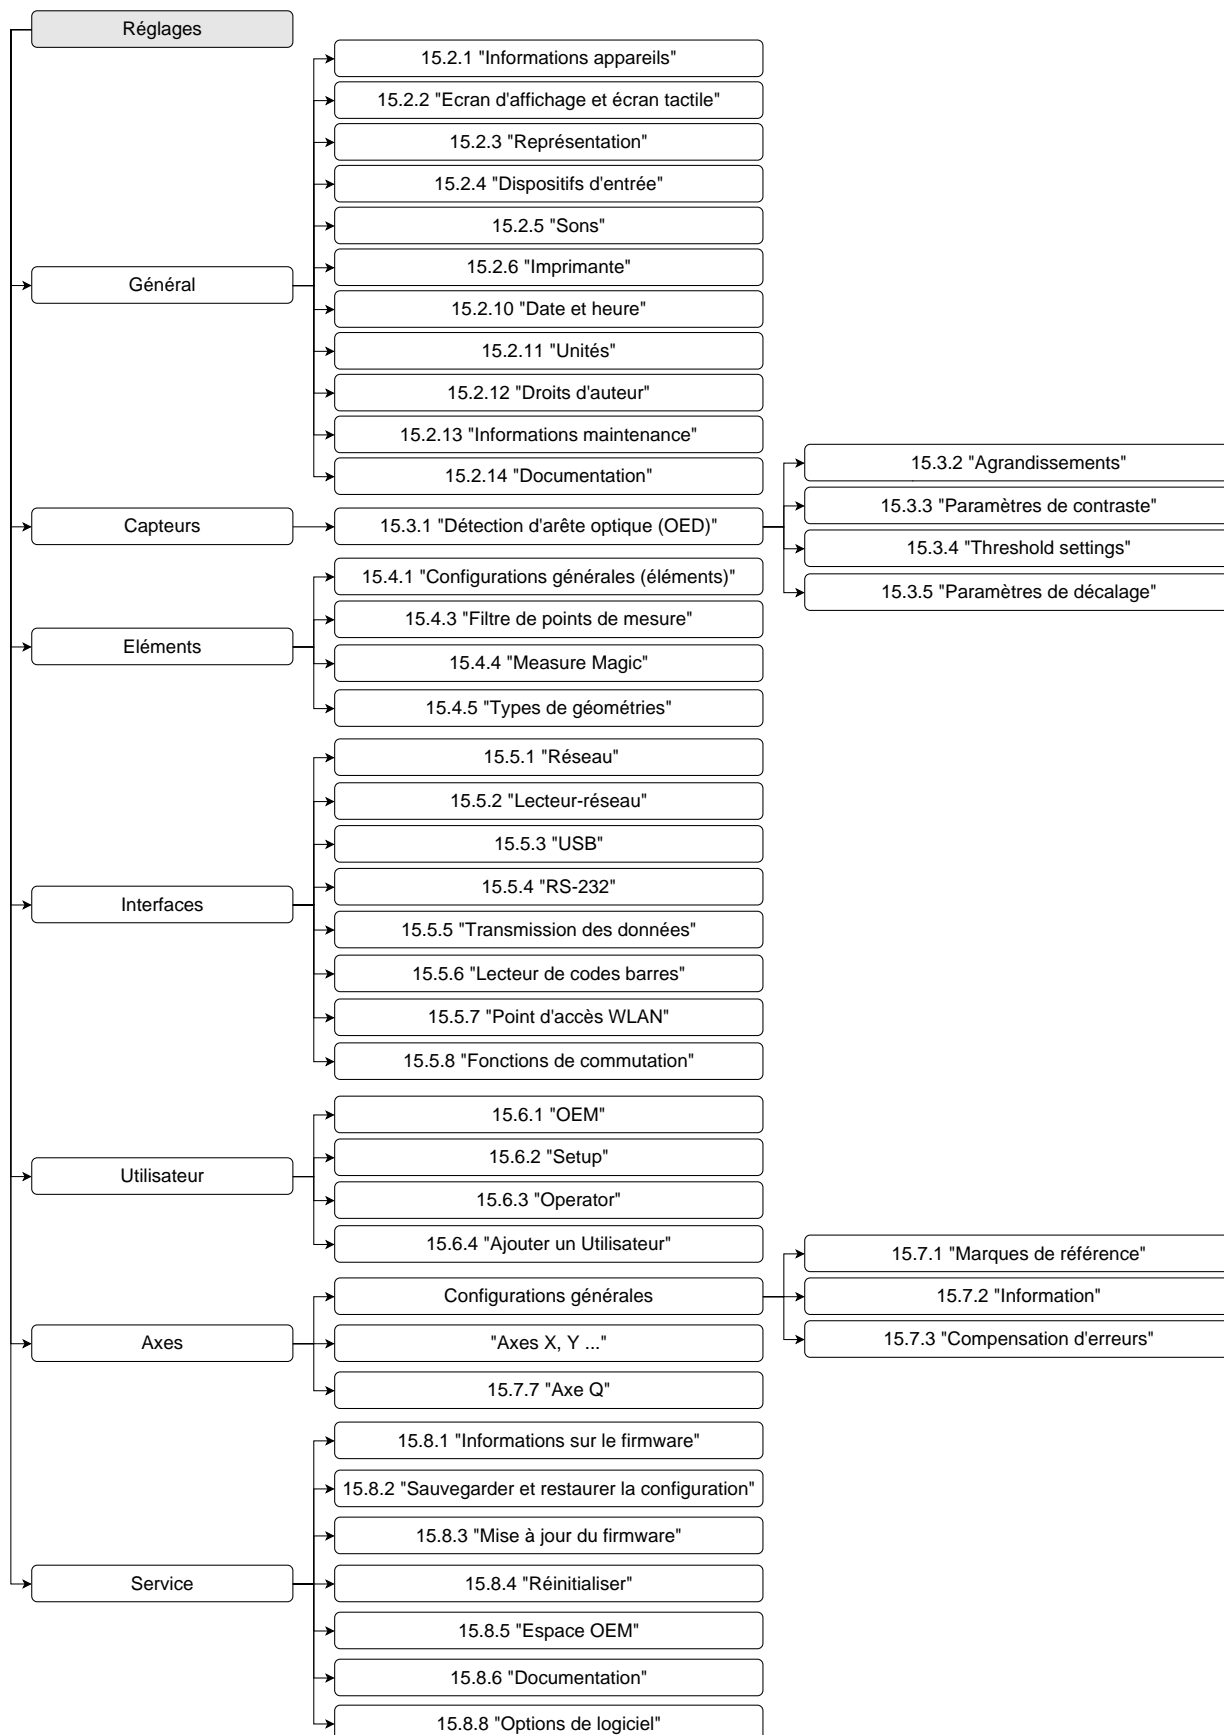 Réglages
Général
15.2.1 "Informations appareils"
15.2.2 "Ecran d'affichage et écran tactile"
15.2.3 "Représentation"
15.2.4 "Dispositifs d'entrée"
15.2.5 "Sons"
15.2.6 "Imprimante"
15.2.10 "Date et heure"
15.2.11 "Unités"
15.2.12 "Droits d'auteur"
15.2.13 "Informations maintenance"
15.2.14 "Documentation"
Capteurs
15.3.1 "Détection d'arête optique (OED)"
15.3.2 "Agrandissements"
15.3.3 "Paramètres de contraste"
15.3.4 "Threshold settings"
15.3.5 "Paramètres de décalage"
Eléments
15.4.1 "Configurations générales (éléments)"
15.4.3 "Filtre de points de mesure"
15.4.4 "Measure Magic"
15.4.5 "Types de géométries"
Interfaces
15.5.1 "Réseau"
15.5.2 "Lecteur-réseau"
15.5.3 "USB"
15.5.4 "RS-232"
15.5.5 "Transmission des données"
15.5.6 "Lecteur de codes barres"
15.5.7 "Point d'accès WLAN"
15.5.8 "Fonctions de commutation"
Utilisateur
15.6.1 "OEM"
15.6.2 "Setup"
15.6.3 "Operator"
15.6.4 "Ajouter un Utilisateur"
Axes
Configurations générales
15.7.1 "Marques de référence"
15.7.2 "Information"
15.7.3 "Compensation d'erreurs"
"Axes X, Y ..."
15.7.7 "Axe Q"
Service
15.8.1 "Informations sur le firmware"
15.8.2 "Sauvegarder et restaurer la configuration"
15.8.3 "Mise à jour du firmware"
15.8.4 "Réinitialiser"
15.8.5 "Espace OEM"
15.8.6 "Documentation"
15.8.8 "Options de logiciel"